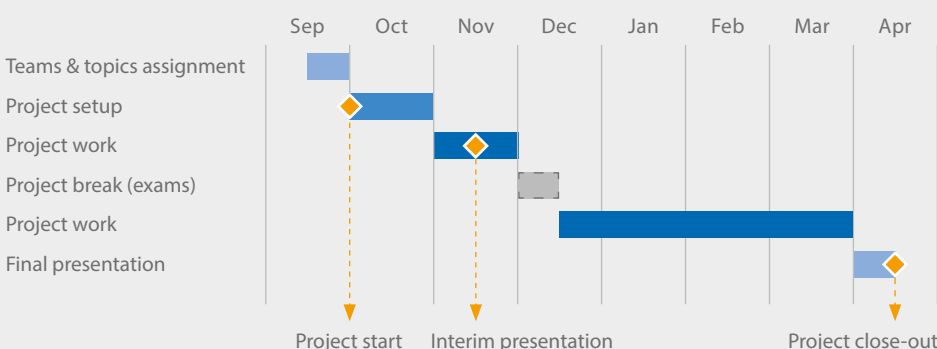 Sep Oct Nov Dec Jan Feb Mar Apr
Teams & topics assignment
Project setup
Project work
Project break (exams)
Project work
Final presentation
Project start Interim presentation Project close-out